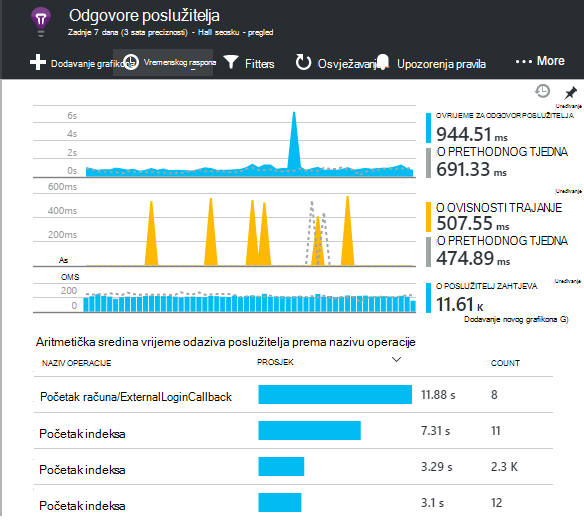 Odgovore poslužitelja
Zadnje 7 dana (3 sata preciznosti) - Hall seosku - pregled
Dodavanje grafikona
Vremenskog raspona
Fitters
Osvježavanje
Upozorenja pravila
More
Uređivanje
6s
4s
2s
0s
OVRIJEME ZA ODGOVOR POSLUŽITELJA
944.51 ms
O PRETHODNOG TJEDNA
691.33 ms
Uređivanje
600ms
400ms
200ms
As
O OVISNOSTI TRAJANJE
507.55 ms
O PRETHODNOG TJEDNA
474.89 ms
Uređivanje
OMS
200
0
O POSLUŽITELJ ZAHTJEVA
11.61 K
Dodavanje novog grafikona G)
Aritmetička sredina vrijeme odaziva poslužitelja prema nazivu operacije
NAZIV OPERACIJE PROSJEK COUNT
Početak računa/ExternalLoginCallback 11.88 s 8
Početak indeksa 7.31 s 11
Početak indeksa 3.29 s 2.3 K
Početak indeksa 3.1 s 12